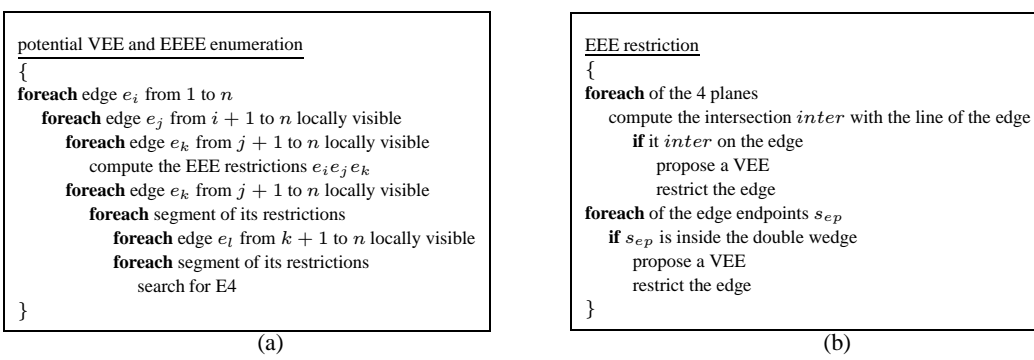 potential VEE and EEEE enumeration
{
foreach edge e_i from 1 to n
foreach edge e_j from i + 1 to n locally visible
foreach edge e_k from j + 1 to n locally visible
compute the EEE restrictions e_i e_j e_k
foreach edge e_k from j + 1 to n locally visible
foreach segment of its restrictions
foreach edge e_l from k + 1 to n locally visible
foreach segment of its restrictions
search for E4
}
(a)
EEE restriction
{
foreach of the 4 planes
compute the intersection inter with the line of the edge
if it inter on the edge
propose a VEE
restrict the edge
foreach of the edge endpoints s_ep
if s_ep is inside the double wedge
propose a VEE
restrict the edge
}
(b)